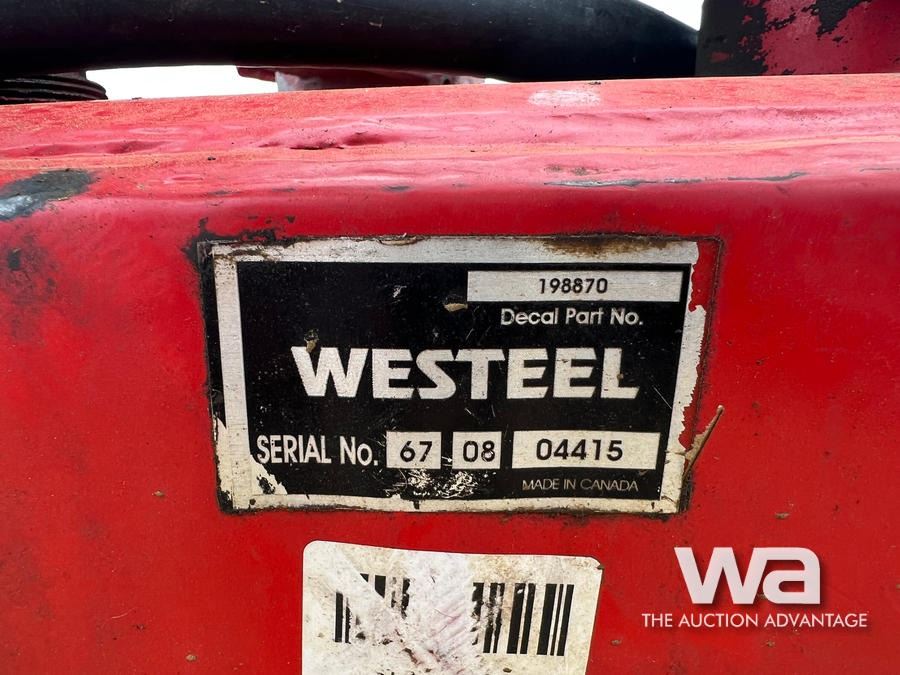 198870
Decal Part No.
WESTEEL
SERIAL No. 67 08 04415
MADE IN CANADA
wa
THE AUCTION ADVANTAGE